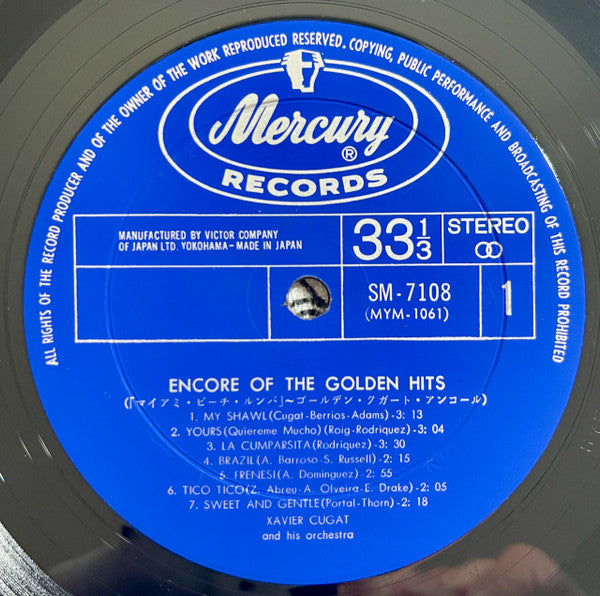 ALL RIGHTS OF THE RECORD PRODUCER AND OF THE OWNER OF THE WORK REPRODUCED RESERVED. COPYING, PUBLIC PERFORMANCE AND BROADCASTING OF THIS RECORD PROHIBITED
Mercury®
RECORDS
MANUFACTURED BY VICTOR COMPANY
OF JAPAN LTD. YOKOHAMA-MADE IN JAPAN
33 1/3
STEREO
SM-7108
(MYM-1061)
1
ENCORE OF THE GOLDEN HITS
(「マイアミ・ビーチ・ルンバ」~ゴールデン・クガート・アンコール)
1. MY SHAWL(Cugat-Berrios-Adams)-3: 13
2. YOURS(Quiereme Mucho)(Roig-Rodriquez)-3; 04
3. LA CUMPARSITA(Rodriquez)-3: 30
4. BRAZIL(A. Barroso-S. Russell)-2: 15
5. FRENESI(A. Dominguez)-2: 55
6. TICO TICO(Z. Abreu-A. Olveira-E. Drake)-2: 05
7. SWEET AND GENTLE(Portal-Thorn)-2: 18
XAVIER CUGAT
and his orchestra